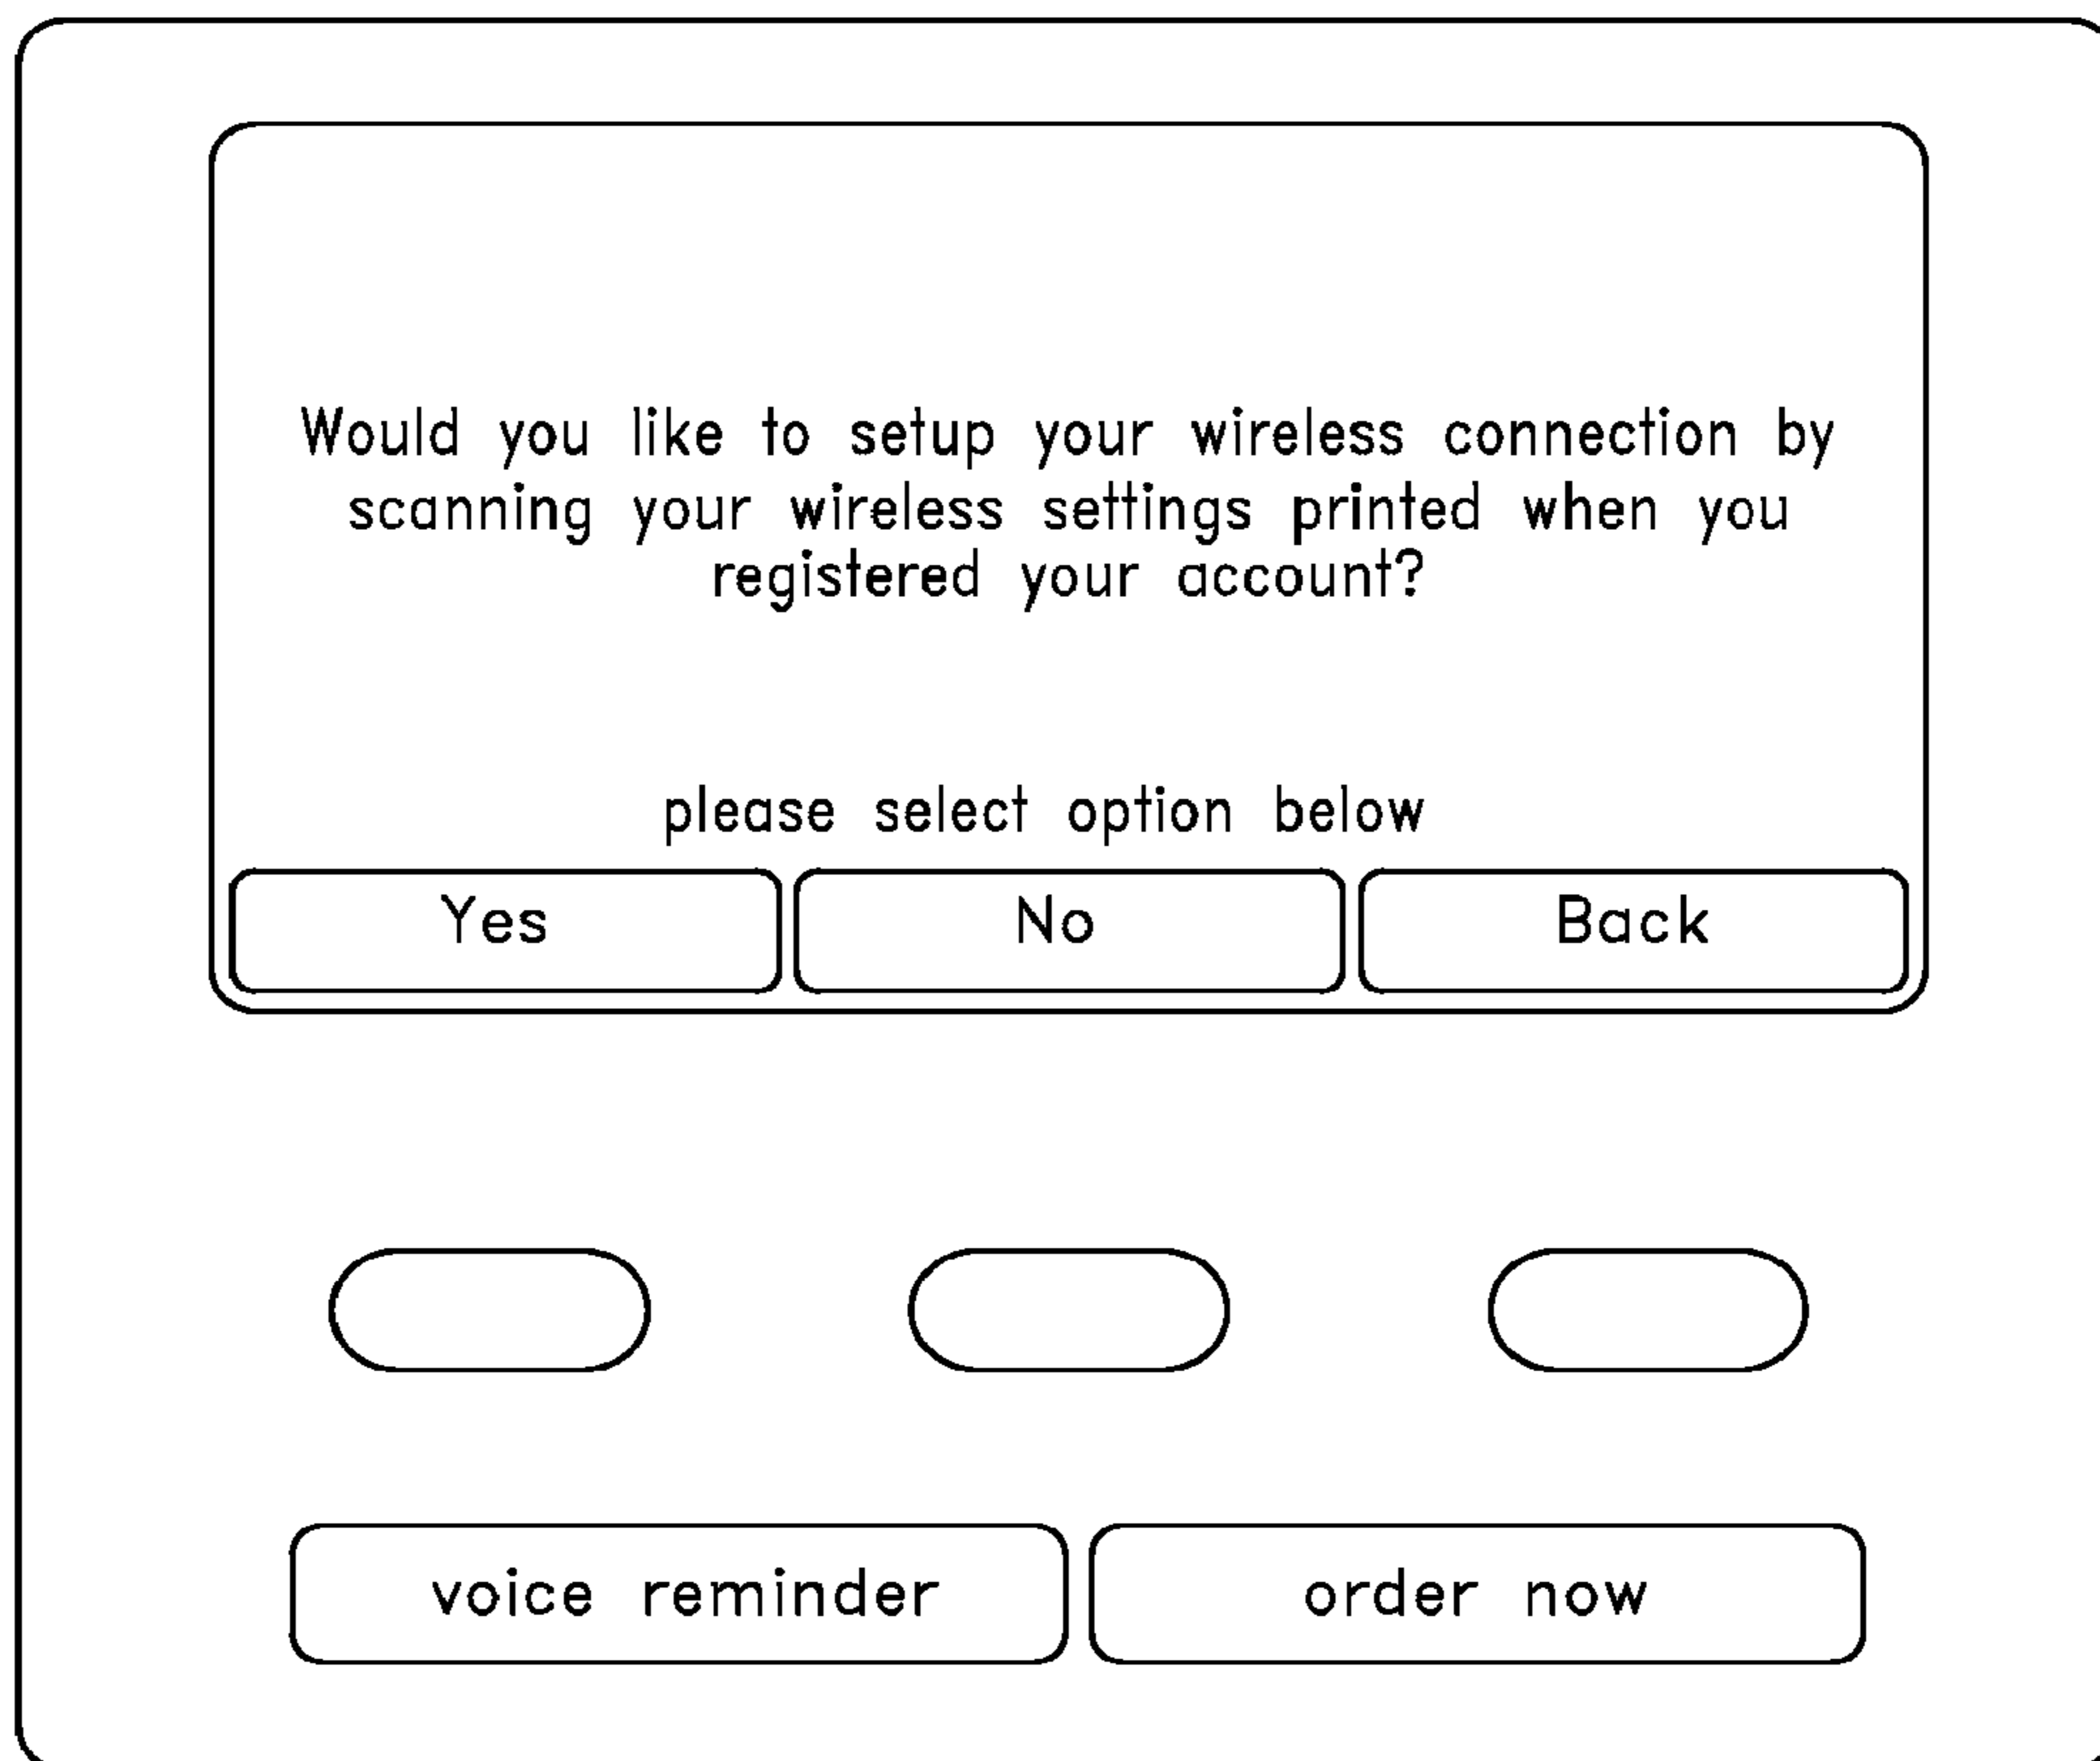 Would you like to setup your wireless connection by
scanning your wireless settings printed when you
registered your account?
please select option below
Yes No Back
voice reminder order now